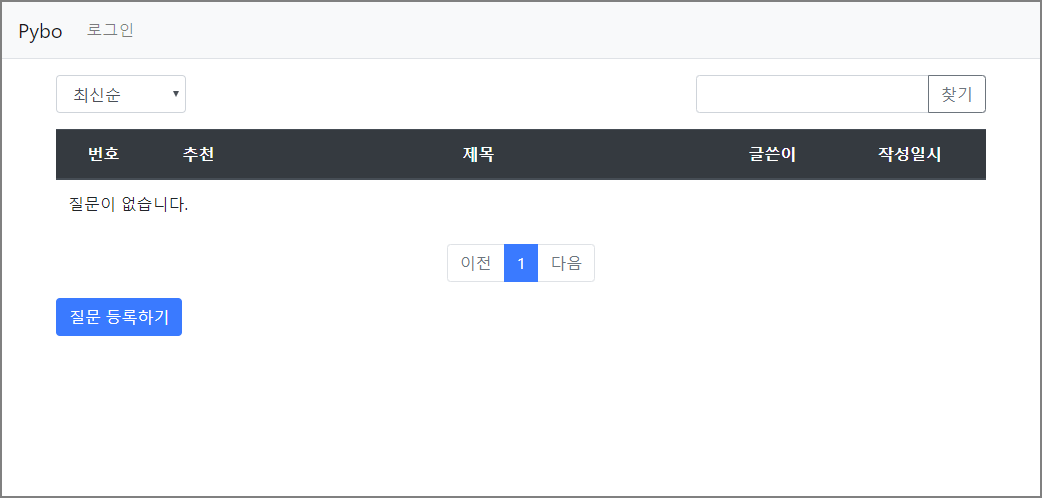 Pybo 로그인
최신순 찾기
번호 추천 제목 글쓴이 작성일시
질문이 없습니다.
이전 1 다음
질문 등록하기